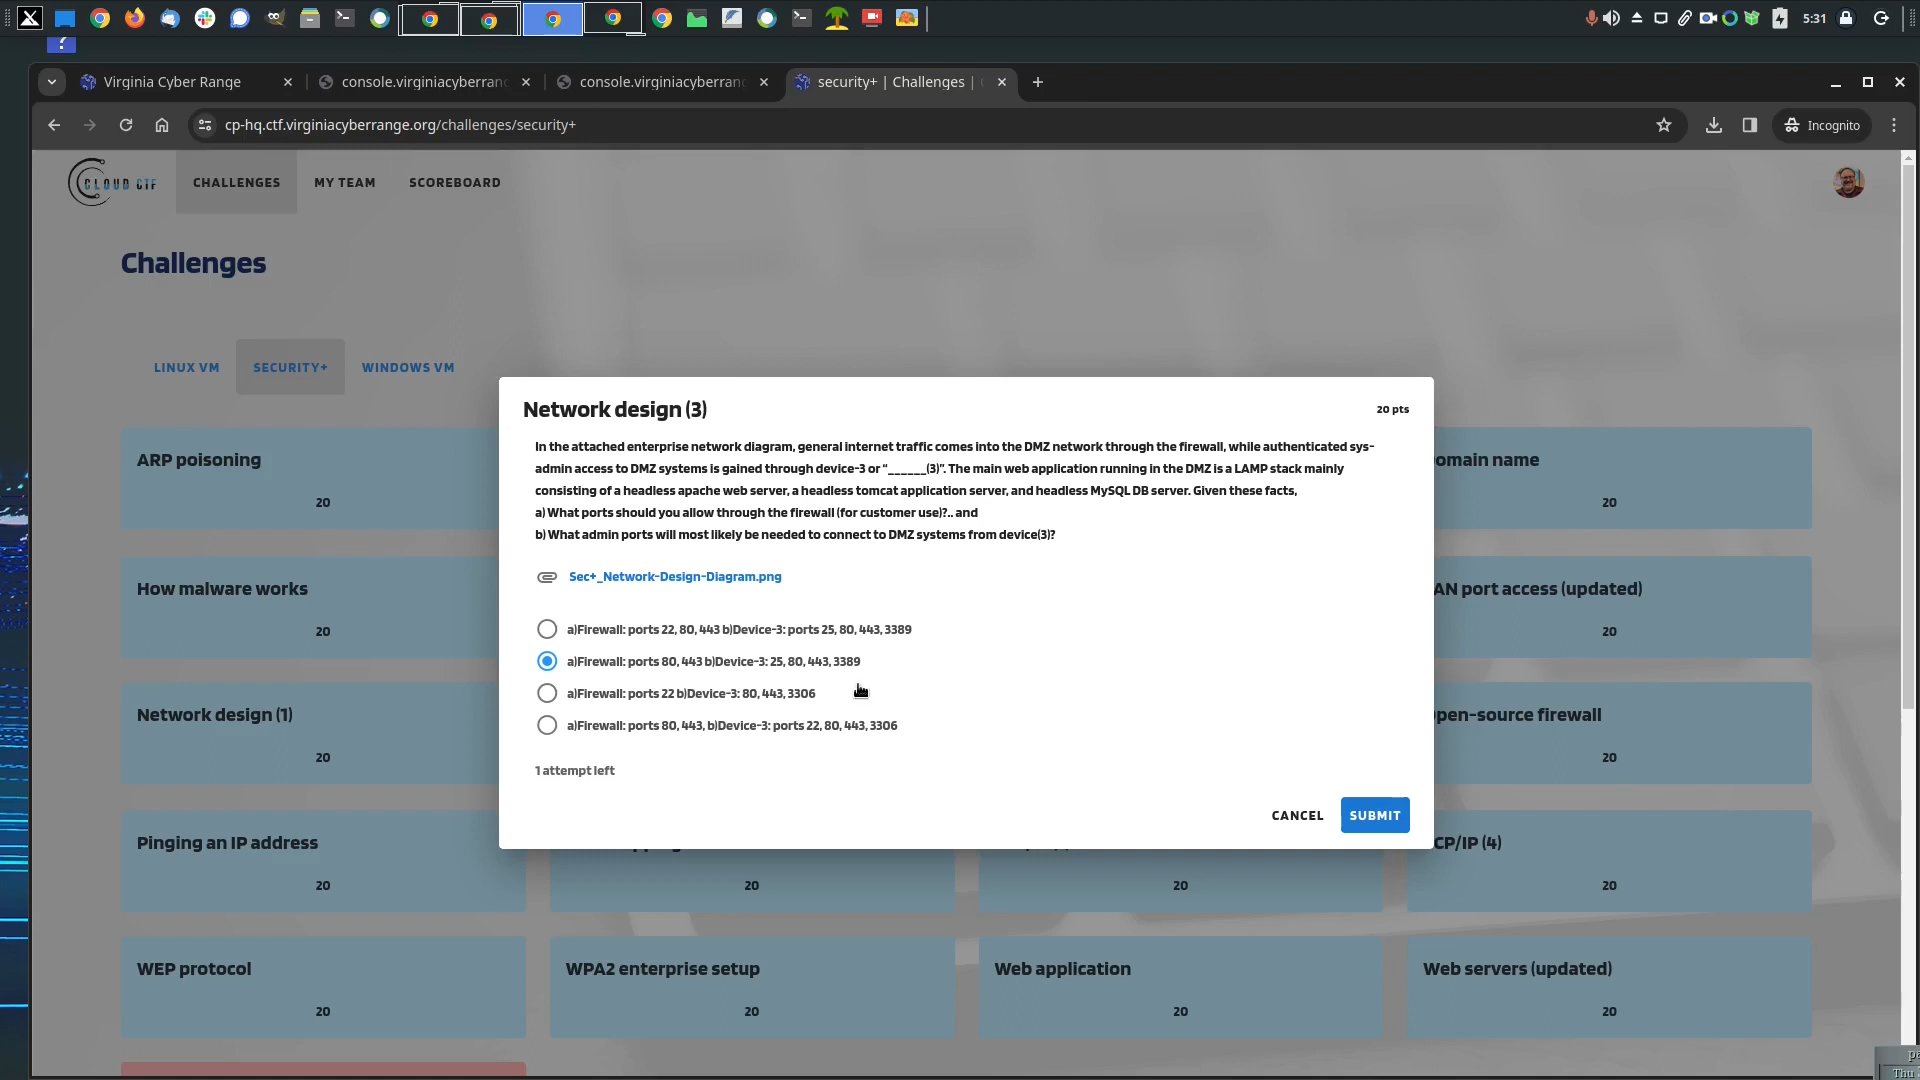 5:31
?
Virginia Cyber Range
console.virginiacyberran
console.virginiacyberran
security+ | Challenges |
cp-hq.ctf.virginiacyberrange.org/challenges/security+
Incognito
CLOUD CTF
CHALLENGES
MY TEAM
SCOREBOARD
Challenges
LINUX VM
SECURITY+
WINDOWS VM
Network design (3)
20 pts
In the attached enterprise network diagram, general internet traffic comes into the DMZ network through the firewall, while authenticated sys-
admin access to DMZ systems is gained through device-3 or “______(3)”. The main web application running in the DMZ is a LAMP stack mainly
consisting of a headless apache web server, a headless tomcat application server, and headless MySQL DB server. Given these facts,
a) What ports should you allow through the firewall (for customer use)?.. and
b) What admin ports will most likely be needed to connect to DMZ systems from device(3)?
Sec+_Network-Design-Diagram.png
a)Firewall: ports 22, 80, 443 b)Device-3: ports 25, 80, 443, 3389
a)Firewall: ports 80, 443 b)Device-3: 25, 80, 443, 3389
a)Firewall: ports 22 b)Device-3: 80, 443, 3306
a)Firewall: ports 80, 443, b)Device-3: ports 22, 80, 443, 3306
1 attempt left
CANCEL
SUBMIT
ARP poisoning
20
omain name
20
How malware works
20
AN port access (updated)
20
Network design (1)
20
pen-source firewall
20
Pinging an IP address
20
20
20
CP/IP (4)
20
WEP protocol
20
WPA2 enterprise setup
20
Web application
20
Web servers (updated)
20
Thu